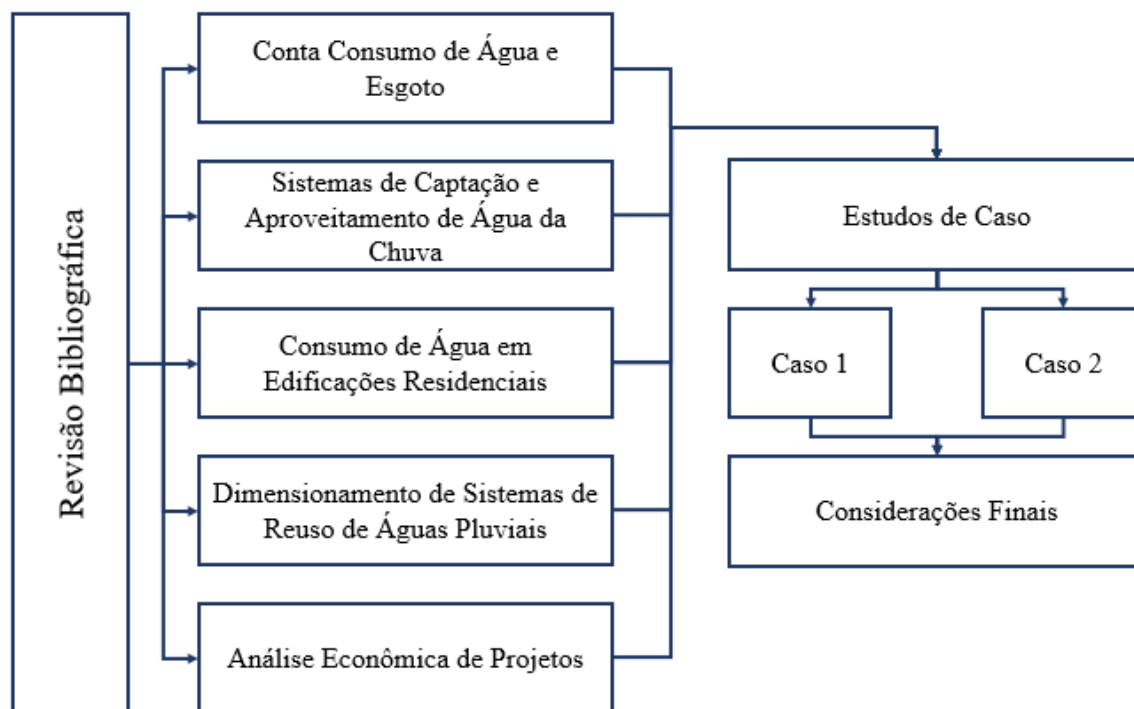 Revisão Bibliográfica
Conta Consumo de Água e
Esgoto
Sistemas de Captação e
Aproveitamento de Água da
Chuva
Consumo de Água em
Edificações Residenciais
Dimensionamento de Sistemas de
Reuso de Águas Pluviais
Análise Econômica de Projetos
Estudos de Caso
Caso 1
Caso 2
Considerações Finais